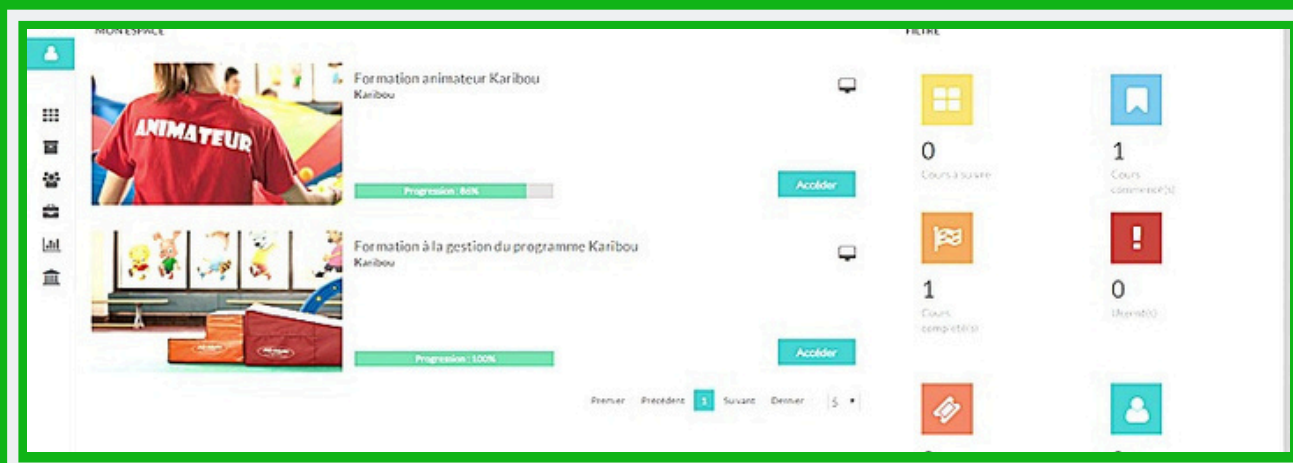 MON ESPACE
FILTRE
Formation animateur Karibou
Karibou
ANIMATEUR
Progression : 86%
Accéder
Formation à la gestion du programme Karibou
Karibou
Progression : 100%
Accéder
Premier Précédent 1 Suivant Dernier 5
0
Cours à suivre
1
Cours
commencé(s)
1
Cours
complété(s)
0